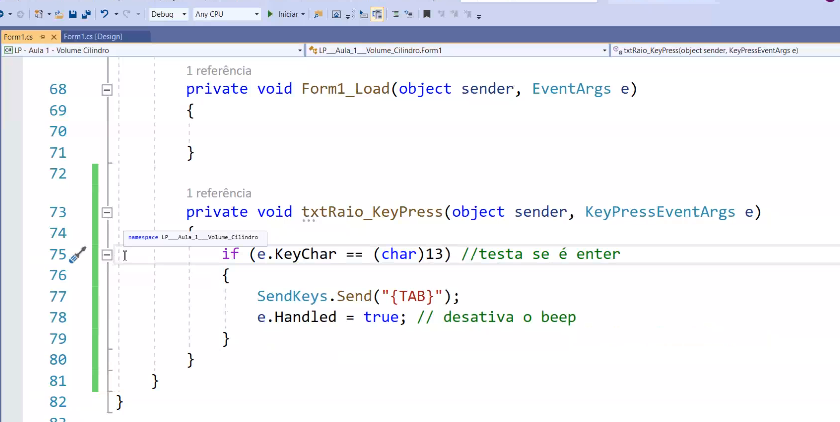 Debug Any CPU Iniciar
Form1.cs Form1.cs [Design]
LP - Aula 1 - Volume Cilindro LP___Aula_1___Volume_Cilindro.Form1 txtRaio_KeyPress(object sender, KeyPressEventArgs e)
1 referência
68 private void Form1_Load(object sender, EventArgs e)
69 {
70
71 }
72
1 referência
73 private void txtRaio_KeyPress(object sender, KeyPressEventArgs e)
74 {
namespace LP___Aula_1___Volume_Cilindro
75 if (e.KeyChar == (char)13) //testa se é enter
76 {
77 SendKeys.Send("{TAB}");
78 e.Handled = true; // desativa o beep
79 }
80 }
81 }
82 }